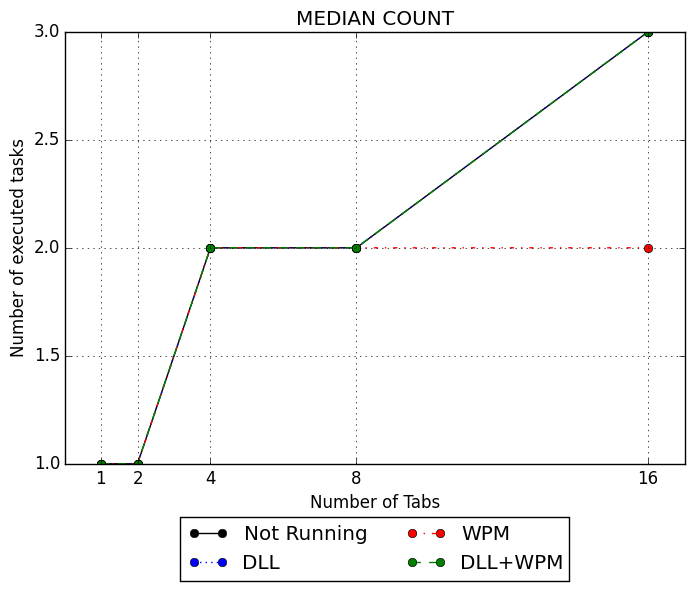 MEDIAN COUNT
3.0
2.5
2.0
1.5
1.0
Number of executed tasks
1 2 4 8 16
Number of Tabs
Not Running WPM
DLL DLL+WPM